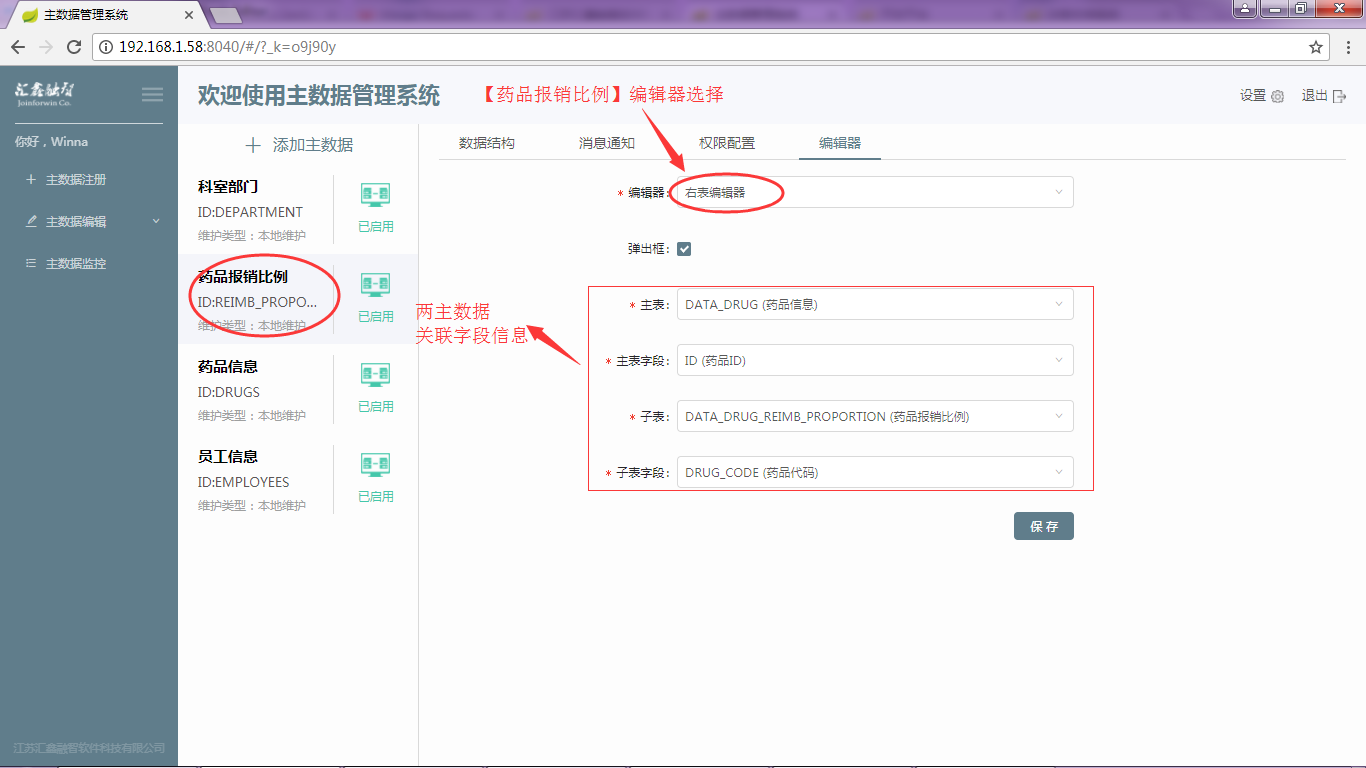 主数据管理系统
192.168.1.58:8040/#/?_k=o9j90y
汇鑫融智
Joinforwin Co.
你好，Winna
主数据注册
主数据编辑
主数据监控
江苏汇鑫融智软件科技有限公司
欢迎使用主数据管理系统
【药品报销比例】编辑器选择
设置
退出
添加主数据
科室部门
ID:DEPARTMENT
维护类型：本地维护
已启用
药品报销比例
ID:REIMB_PROPO...
维护类型：本地维护
已启用
药品信息
ID:DRUGS
维护类型：本地维护
已启用
员工信息
ID:EMPLOYEES
维护类型：本地维护
已启用
数据结构
消息通知
权限配置
编辑器
* 编辑器: 右表编辑器
弹出框:
两主数据
关联字段信息
* 主表: DATA_DRUG (药品信息)
* 主表字段: ID (药品ID)
* 子表: DATA_DRUG_REIMB_PROPORTION (药品报销比例)
* 子表字段: DRUG_CODE (药品代码)
保 存